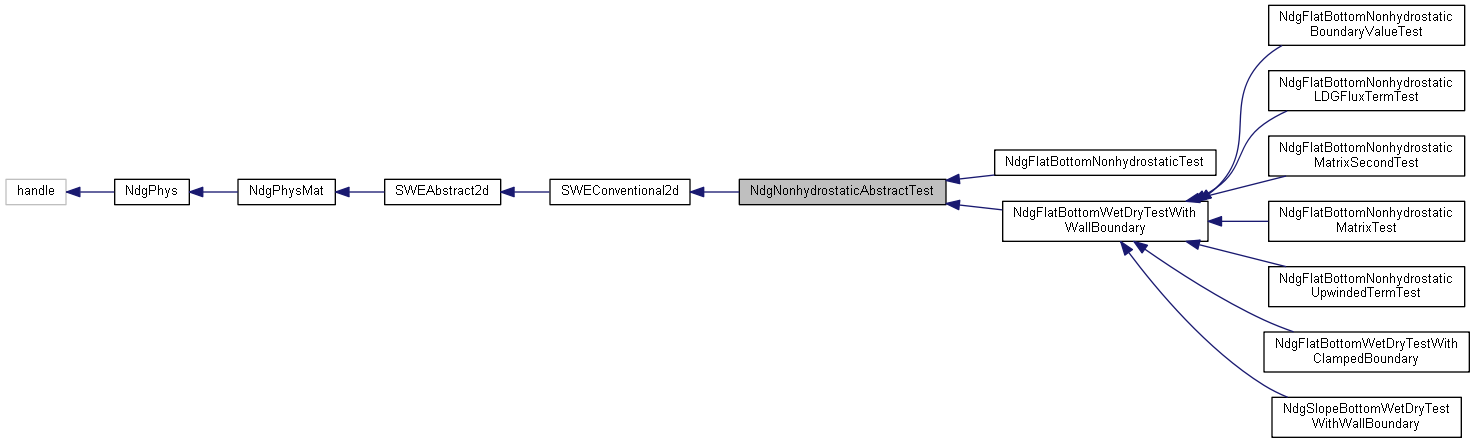 handle
NdgPhys
NdgPhysMat
SWEAbstract2d
SWEConventional2d
NdgNonhydrostaticAbstractTest
NdgFlatBottomNonhydrostaticTest
NdgFlatBottomWetDryTestWith
WallBoundary
NdgFlatBottomNonhydrostatic
BoundaryValueTest
NdgFlatBottomNonhydrostatic
LDGFluxTermTest
NdgFlatBottomNonhydrostatic
MatrixSecondTest
NdgFlatBottomNonhydrostatic
MatrixTest
NdgFlatBottomNonhydrostatic
UpwindedTermTest
NdgFlatBottomWetDryTestWith
ClampedBoundary
NdgSlopeBottomWetDryTest
WithWallBoundary